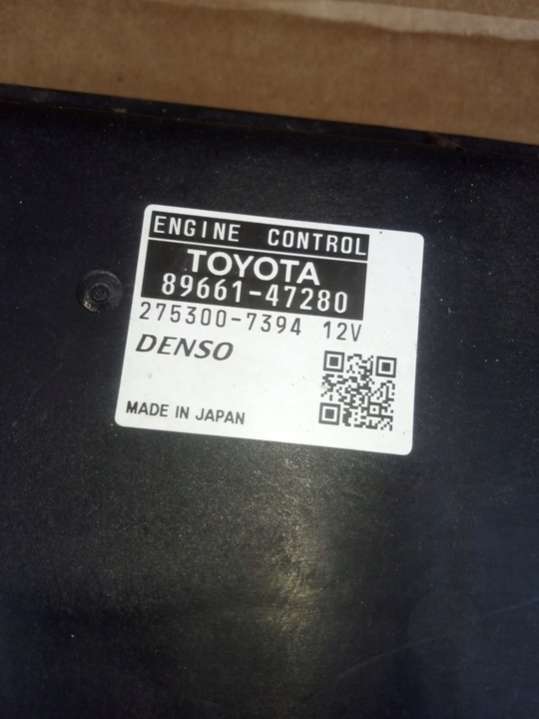 ENGINE CONTROL
TOYOTA
89661-47280
275300-7394 12V
DENSO
MADE IN JAPAN